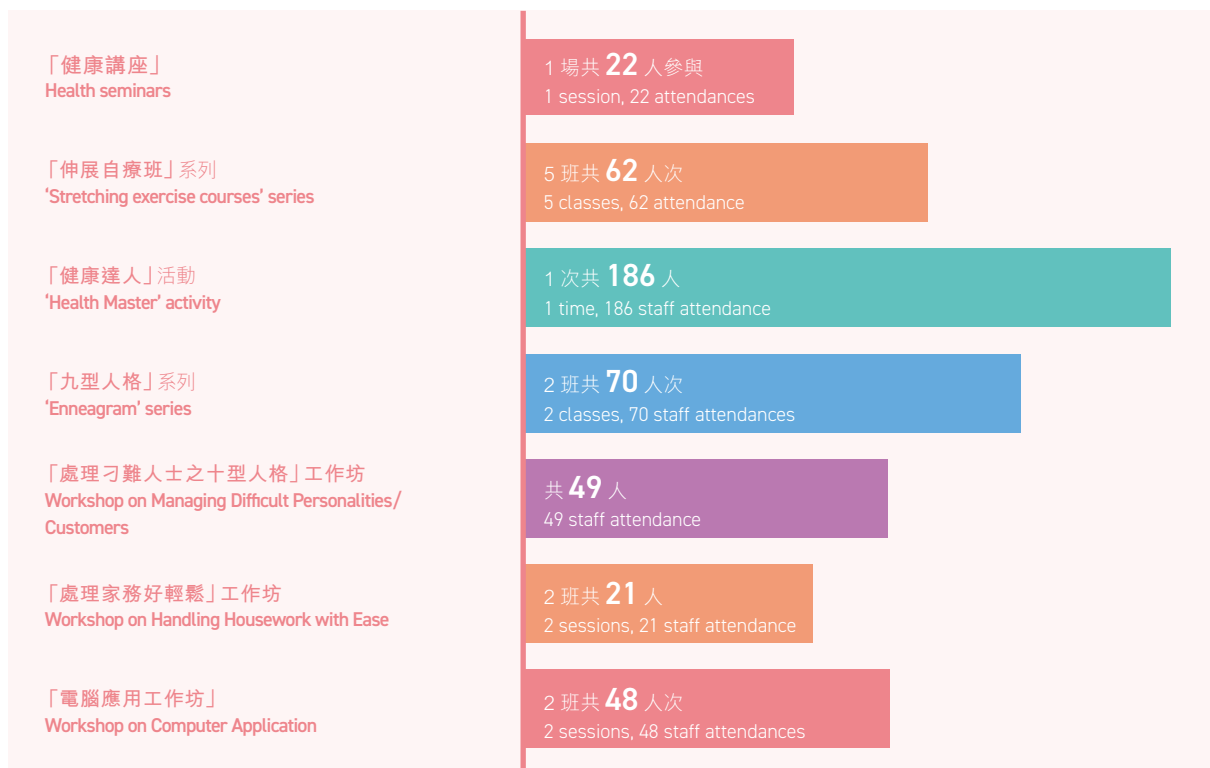 「健康講座」
Health seminars
1 場共 22 人參與
1 session, 22 attendances
「伸展自療班」系列
‘Stretching exercise courses’ series
5 班共 62 人次
5 classes, 62 attendance
「健康達人」活動
‘Health Master’ activity
1 次共 186 人
1 time, 186 staff attendance
「九型人格」系列
‘Enneagram’ series
2 班共 70 人次
2 classes, 70 staff attendances
「處理刁難人士之十型人格」工作坊
Workshop on Managing Difficult Personalities/
Customers
共 49 人
49 staff attendance
「處理家務好輕鬆」工作坊
Workshop on Handling Housework with Ease
2 班共 21 人
2 sessions, 21 staff attendance
「電腦應用工作坊」
Workshop on Computer Application
2 班共 48 人次
2 sessions, 48 staff attendances